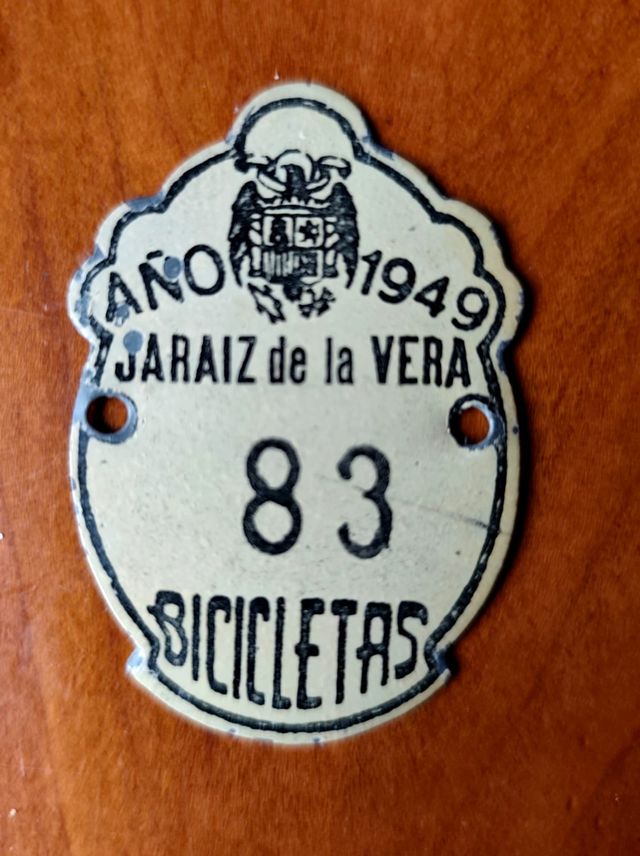 AÑO 1949
JARAIZ de la VERA
83
BICICLETAS